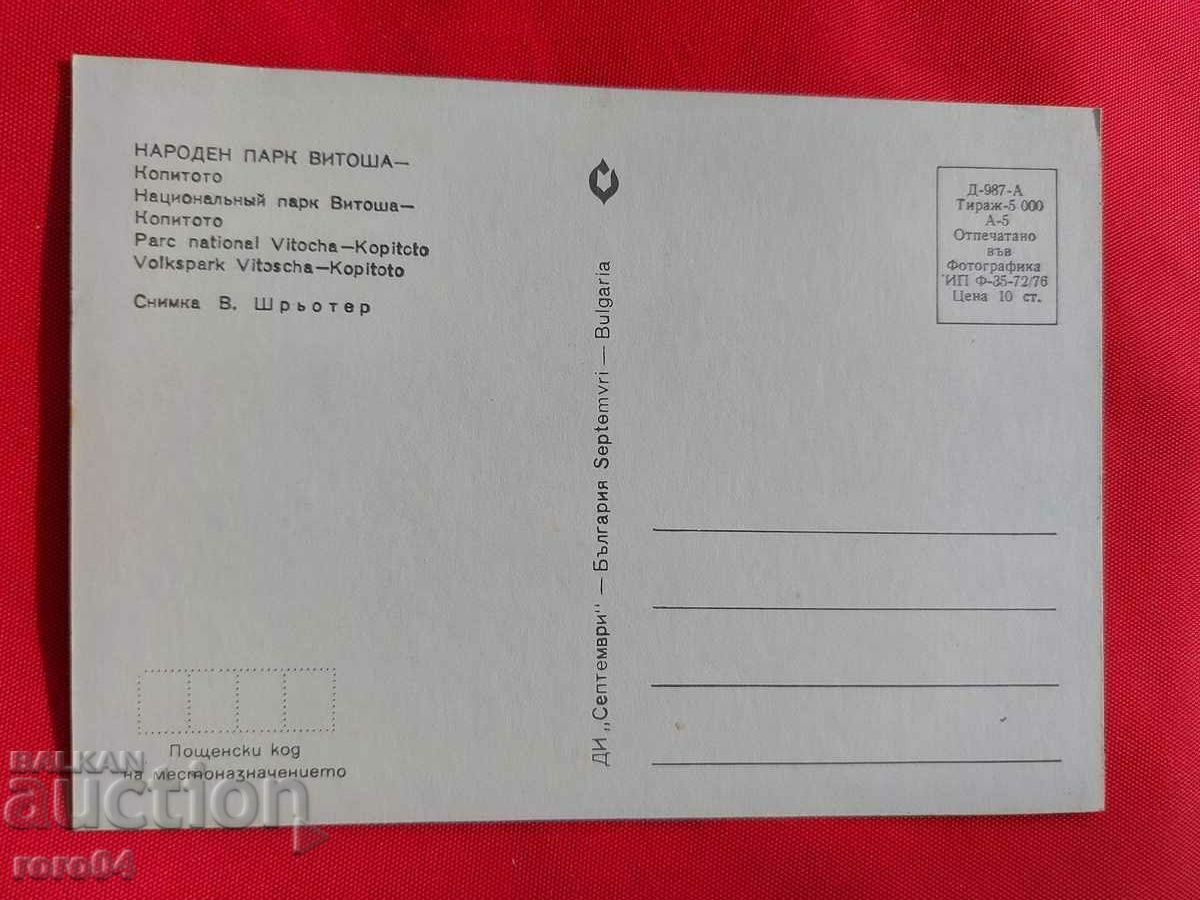 НАРОДЕН ПАРК ВИТОША—
Копитото
Национальный парк Витоша—
Копитото
Parc national Vitocha—Kopitcto
Volkspark Vitoscha—Kopitoto
Снимка В. Шрьотер
ДИ „Септември" — България Septemvri — Bulgaria
Д-987-А
Тираж-5 000
А-5
Отпечатано
във
Фотографика
ИП Ф-35-72/76
Цена 10 ст.
Пощенски код
на местоназначението
BALKAN
auction
roro04